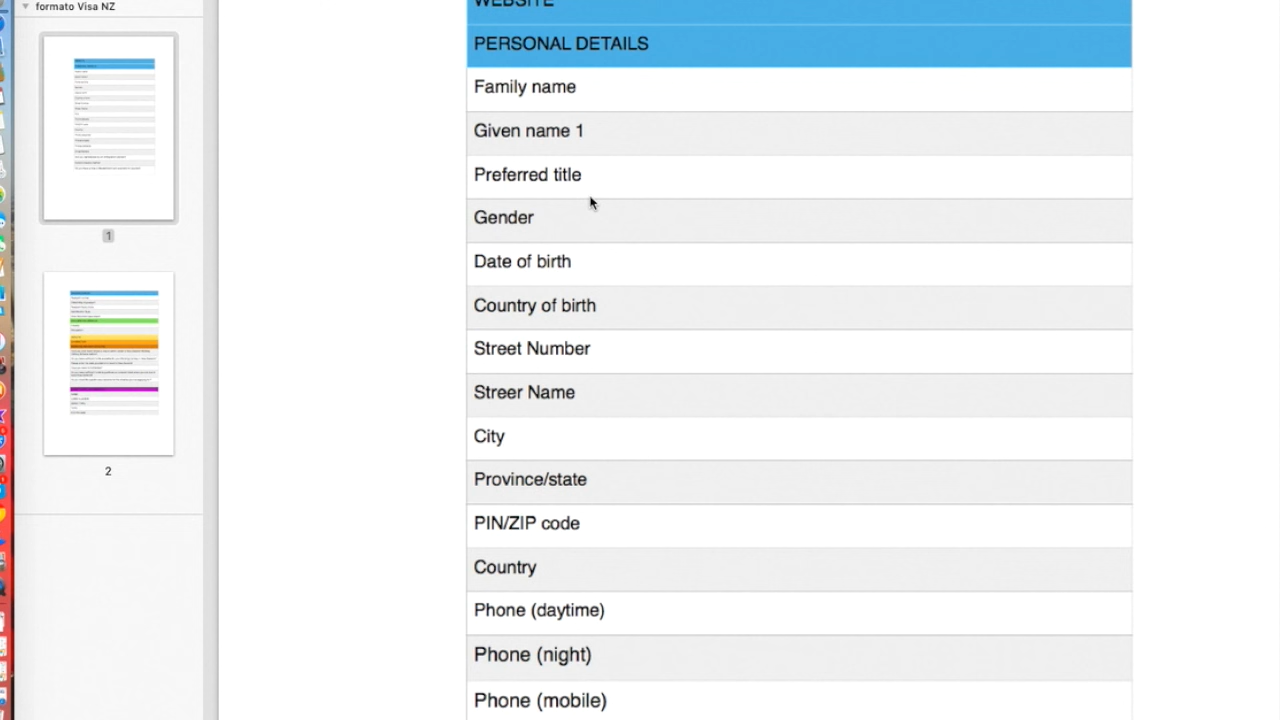 formato Visa NZ
WEBSITE
PERSONAL DETAILS
Family name
Given name 1
Preferred title
Gender
Date of birth
Country of birth
Street Number
Streer Name
City
Province/state
PIN/ZIP code
Country
Phone (daytime)
Phone (night)
Phone (mobile)
1
2